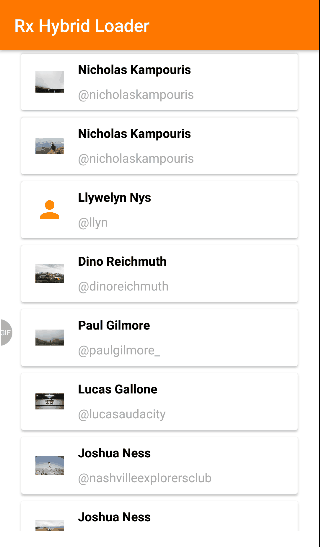 Rx Hybrid Loader
Nicholas Kampouris
@nicholaskampouris
Nicholas Kampouris
@nicholaskampouris
Llywelyn Nys
@llyn
Dino Reichmuth
@dinoreichmuth
GIF
Paul Gilmore
@paulgilmore_
Lucas Gallone
@lucasaudacity
Joshua Ness
@nashvilleexplorersclub
Joshua Ness